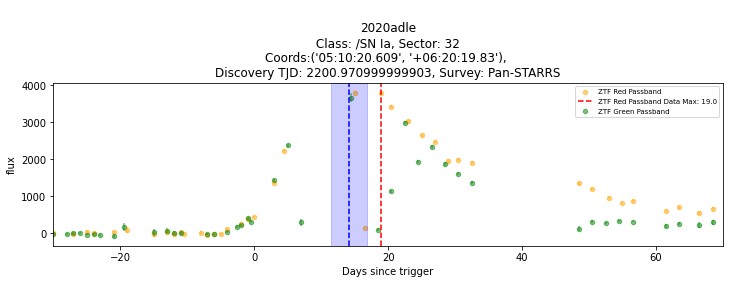 2020adle
Class: /SN Ia, Sector: 32
Coords:('05:10:20.609', '+06:20:19.83'),
Discovery TJD: 2200.970999999903, Survey: Pan-STARRS
4000
3000
2000
1000
0
flux
ZTF Red Passband
ZTF Red Passband Data Max: 19.0
ZTF Green Passband
−20 0 20 40 60
Days since trigger